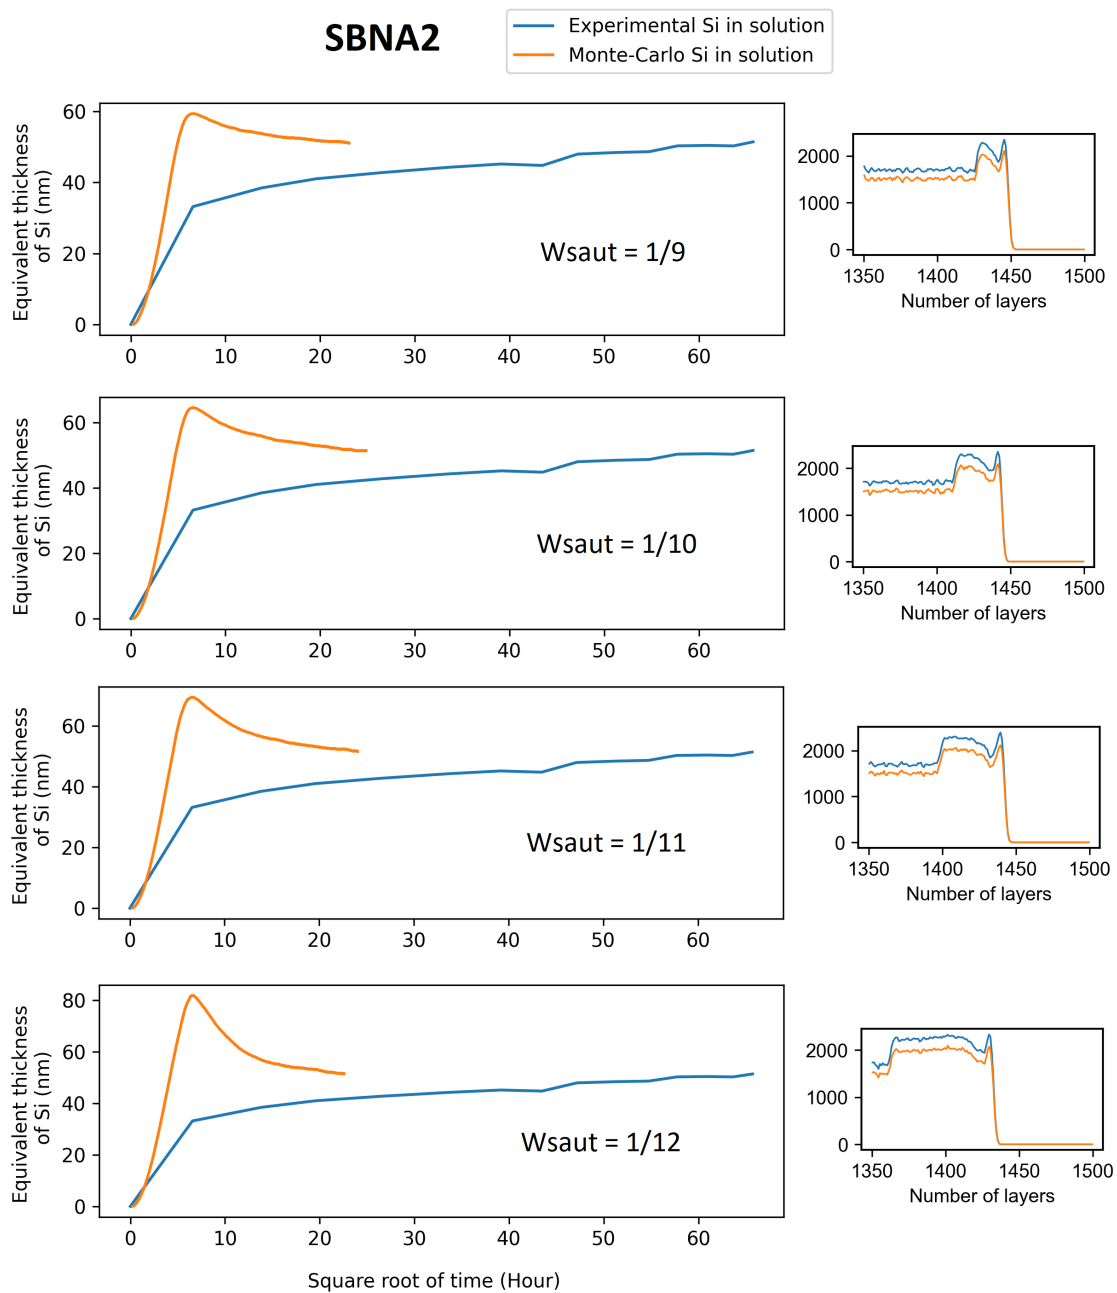 SBNA2
Experimental Si in solution
Monte-Carlo Si in solution
Equivalent thickness
of Si (nm)
60
40
20
0
0 10 20 30 40 50 60
Wsaut = 1/9
2000
1000
0
1350 1400 1450 1500
Number of layers
Equivalent thickness
of Si (nm)
60
40
20
0
0 10 20 30 40 50 60
Wsaut = 1/10
2000
1000
0
1350 1400 1450 1500
Number of layers
Equivalent thickness
of Si (nm)
60
40
20
0
0 10 20 30 40 50 60
Wsaut = 1/11
2000
1000
0
1350 1400 1450 1500
Number of layers
Equivalent thickness
of Si (nm)
80
60
40
20
0
0 10 20 30 40 50 60
Wsaut = 1/12
2000
1000
0
1350 1400 1450 1500
Number of layers
Square root of time (Hour)